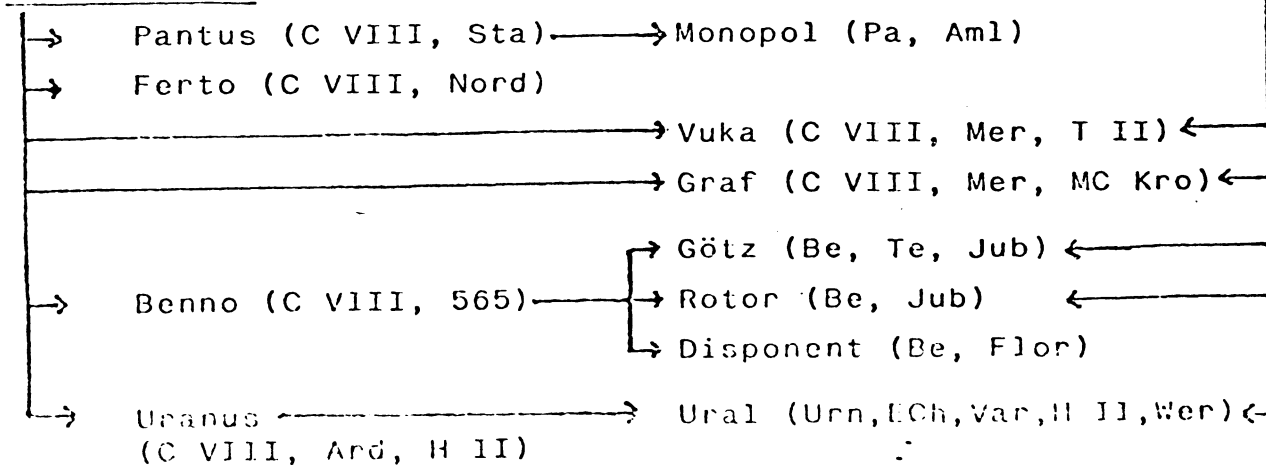 Pantus (C VIII, Sta) Monopol (Pa, Aml)
Ferto (C VIII, Nord)
Vuka (C VIII, Mer, T II)
Graf (C VIII, Mer, MC Kro)
Götz (Be, Te, Jub)
Benno (C VIII, 565) Rotor (Be, Jub)
Disponent (Be, Flor)
Uranus Ural (Urn, ECh, Var, H II, Wer)
(C VIII, Ard, H II)